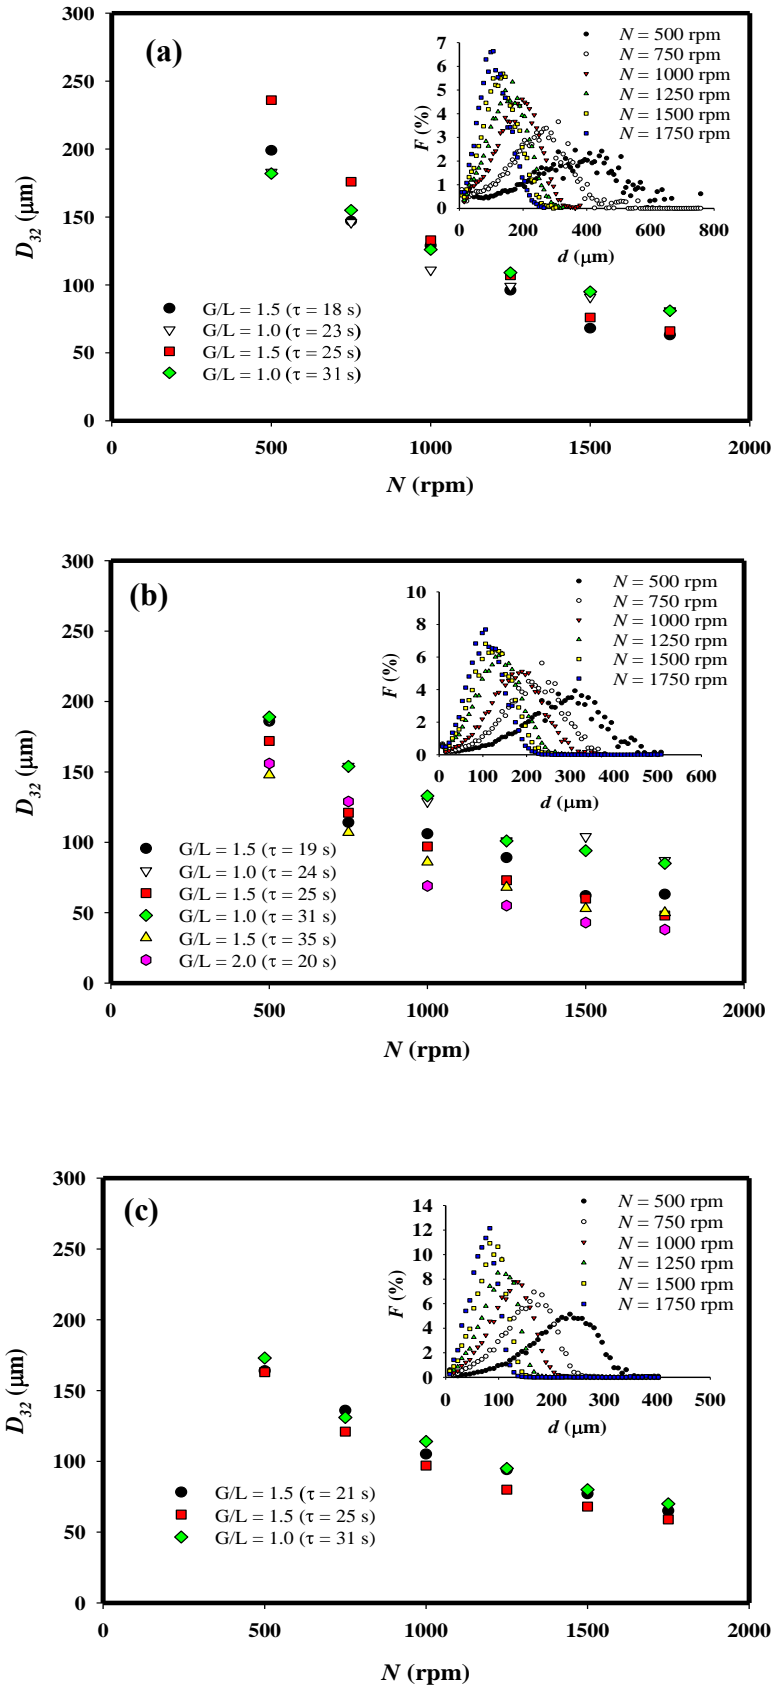 300
(a)
250
200
150
100
50
0
D32 (μm)
0 500 1000 1500 2000
N (rpm)
G/L = 1.5 (τ = 18 s)
G/L = 1.0 (τ = 23 s)
G/L = 1.5 (τ = 25 s)
G/L = 1.0 (τ = 31 s)
7
6
5
4
3
2
1
0
F (%)
0 200 400 600 800
d (μm)
N = 500 rpm
N = 750 rpm
N = 1000 rpm
N = 1250 rpm
N = 1500 rpm
N = 1750 rpm
300
(b)
250
200
150
100
50
0
D32 (μm)
0 500 1000 1500 2000
N (rpm)
G/L = 1.5 (τ = 19 s)
G/L = 1.0 (τ = 24 s)
G/L = 1.5 (τ = 25 s)
G/L = 1.0 (τ = 31 s)
G/L = 1.5 (τ = 35 s)
G/L = 2.0 (τ = 20 s)
10
8
6
4
2
0
F (%)
0 100 200 300 400 500 600
d (μm)
N = 500 rpm
N = 750 rpm
N = 1000 rpm
N = 1250 rpm
N = 1500 rpm
N = 1750 rpm
300
(c)
250
200
150
100
50
0
D32 (μm)
0 500 1000 1500 2000
N (rpm)
G/L = 1.5 (τ = 21 s)
G/L = 1.5 (τ = 25 s)
G/L = 1.0 (τ = 31 s)
14
12
10
8
6
4
2
0
F (%)
0 100 200 300 400 500
d (μm)
N = 500 rpm
N = 750 rpm
N = 1000 rpm
N = 1250 rpm
N = 1500 rpm
N = 1750 rpm